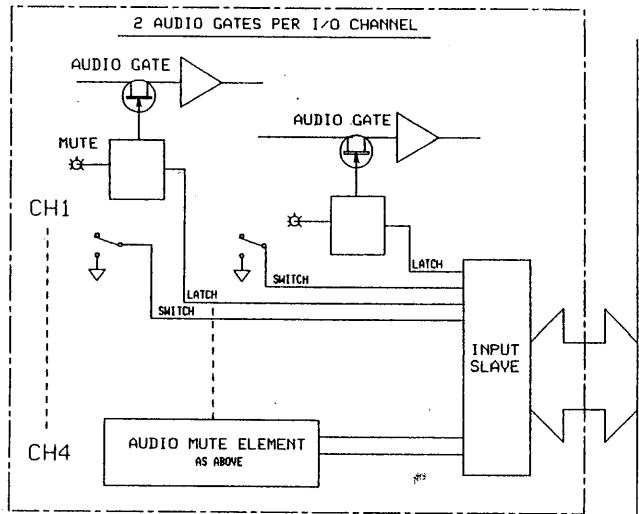 2 AUDIO GATES PER I/O CHANNEL
AUDIO GATE
AUDIO GATE
MUTE
CH1
LATCH
SWITCH
LATCH
SWITCH
INPUT
SLAVE
AUDIO MUTE ELEMENT
AS ABOVE
CH4